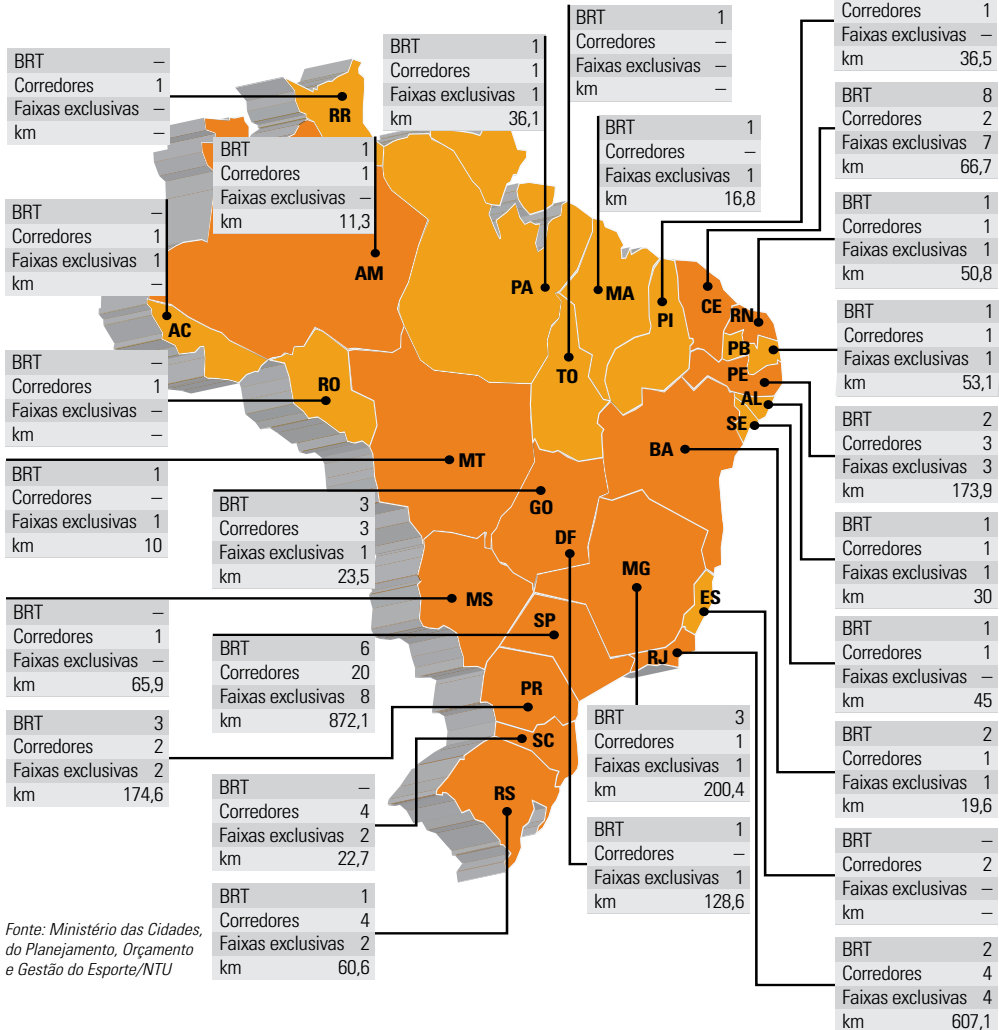 BRT –
Corredores 1
Faixas exclusivas –
km –
BRT 1
Corredores 1
Faixas exclusivas 1
km 36,1
BRT 1
Corredores –
Faixas exclusivas –
km –
Corredores 1
Faixas exclusivas –
km 36,5
BRT 1
Corredores 1
Faixas exclusivas –
km 11,3
BRT 1
Corredores –
Faixas exclusivas 1
km 16,8
BRT 8
Corredores 2
Faixas exclusivas 7
km 66,7
BRT –
Corredores 1
Faixas exclusivas 1
km –
BRT 1
Corredores 1
Faixas exclusivas 1
km 50,8
BRT –
Corredores 1
Faixas exclusivas –
km –
BRT 1
Corredores 1
Faixas exclusivas 1
km 53,1
BRT 1
Corredores –
Faixas exclusivas 1
km 10
BRT 3
Corredores 3
Faixas exclusivas 1
km 23,5
BRT 2
Corredores 3
Faixas exclusivas 3
km 173,9
BRT 1
Corredores 1
Faixas exclusivas 1
km 30
BRT –
Corredores 1
Faixas exclusivas –
km 65,9
BRT 6
Corredores 20
Faixas exclusivas 8
km 872,1
BRT 1
Corredores 1
Faixas exclusivas –
km 45
BRT 3
Corredores 2
Faixas exclusivas 2
km 174,6
BRT 3
Corredores 1
Faixas exclusivas 1
km 200,4
BRT 2
Corredores 1
Faixas exclusivas 1
km 19,6
BRT –
Corredores 4
Faixas exclusivas 2
km 22,7
BRT 1
Corredores –
Faixas exclusivas 1
km 128,6
BRT –
Corredores 2
Faixas exclusivas –
km –
BRT 1
Corredores 4
Faixas exclusivas 2
km 60,6
BRT 2
Corredores 4
Faixas exclusivas 4
km 607,1
RR
AM
PA
MA
CE
RN
PI
AC
PB
RO
TO
PE
AL
SE
BA
MT
GO
DF
MG
MS
ES
SP
RJ
PR
SC
RS
Fonte: Ministério das Cidades,
do Planejamento, Orçamento
e Gestão do Esporte/NTU